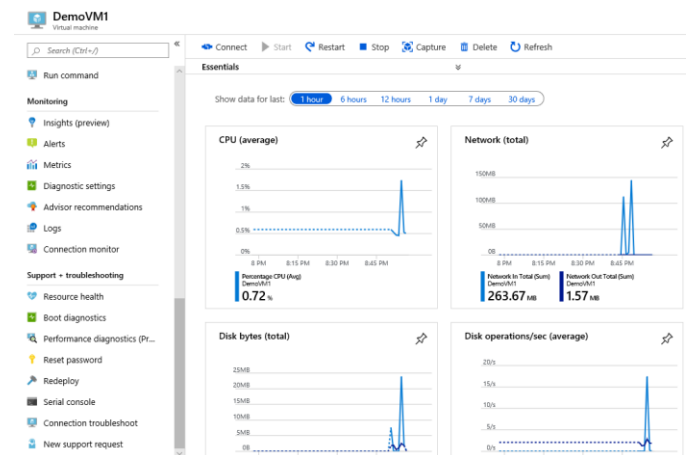 DemoVM1
Virtual machine
Search (Ctrl+/)
Run command
Monitoring
Insights (preview)
Alerts
Metrics
Diagnostic settings
Advisor recommendations
Logs
Connection monitor
Support + troubleshooting
Resource health
Boot diagnostics
Performance diagnostics (Pr...
Reset password
Redeploy
Serial console
Connection troubleshoot
New support request
Connect Start Restart Stop Capture Delete Refresh
Essentials
Show data for last: 1 hour 6 hours 12 hours 1 day 7 days 30 days
CPU (average)
2%
1.5%
1%
0.5%
0%
8 PM 8:15 PM 8:30 PM 8:45 PM
Percentage CPU (Avg)
DemoVM1
0.72 %
Network (total)
150MB
100MB
50MB
0B
8 PM 8:15 PM 8:30 PM 8:45 PM
Network In Total (Sum)
DemoVM1
263.67 MB
Network Out Total (Sum)
DemoVM1
1.57 MB
Disk bytes (total)
25MB
20MB
15MB
10MB
5MB
0B
Disk operations/sec (average)
20/s
15/s
10/s
5/s
0/s